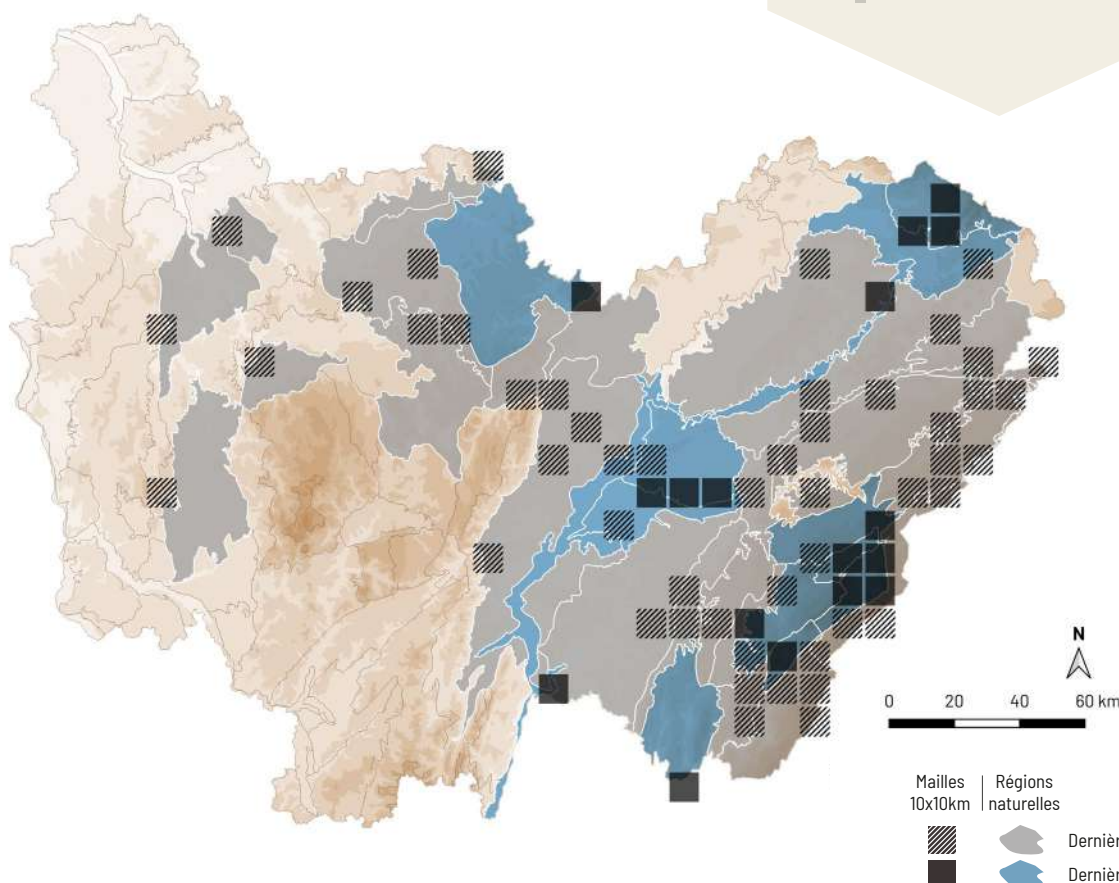 N
0 20 40 60 km
Mailles | Régions
10x10km | naturelles
Dernièr
Dernièr